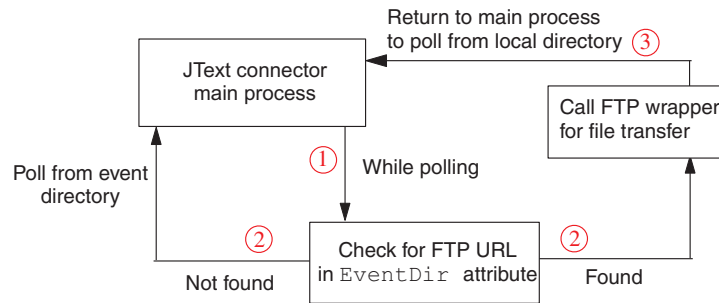 Return to main process
to poll from local directory ③
JText connector
main process
Call FTP wrapper
for file transfer
①
While polling
Poll from event
directory
②
Not found
Check for FTP URL
in EventDir attribute
②
Found